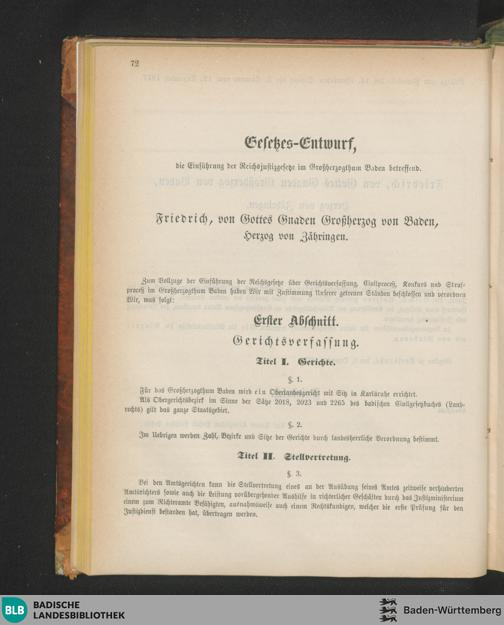 72
Gesetzes-Entwurf,
die Einführung der Reichsjustizgesetze im Großherzogthum Baden betreffend.
Friedrich, von Gottes Gnaden Großherzog von Baden,
Herzog von Zähringen.
Zum Vollzuge der Einführung der Reichsgesetze über Gerichtsverfassung, Civilproceß, Konkurs und Straf-
proceß im Großherzogthum Baden haben Wir mit Zustimmung Unserer getreuen Ständen beschlossen und verordnen
Wir, was folgt:
Erster Abschnitt.
Gerichtsverfassung.
Titel I. Gerichte.
§. 1.
Für das Großherzogthum Baden wird ein Oberlandesgericht mit Sitz in Karlsruhe errichtet.
Als Obergerichtsbezirk im Sinne der Sätze 2018, 2023 und 2265 des badischen Civilgesetzbuches (Land-
rechts) gilt das ganze Staatsgebiet.
§. 2.
Im Uebrigen werden Zahl, Bezirke und Sitze der Gerichte durch landesherrliche Verordnung bestimmt.
Titel II. Stellvertretung.
§. 3.
Bei den Amtsgerichten kann die Stellvertretung eines an der Ausübung seines Amtes zeitweise verhinderten
Amtsrichters sowie auch die Leistung vorübergehender Aushilfe in richterlicher Geschäften durch das Justizministerium
einem zum Richteramte Befähigten, ausnahmsweise auch einem Rechtskundigen, welcher die erste Prüfung für den
Justizdienst bestanden hat, übertragen werden.
BLB
BADISCHE
LANDESBIBLIOTHEK
Baden-Württemberg